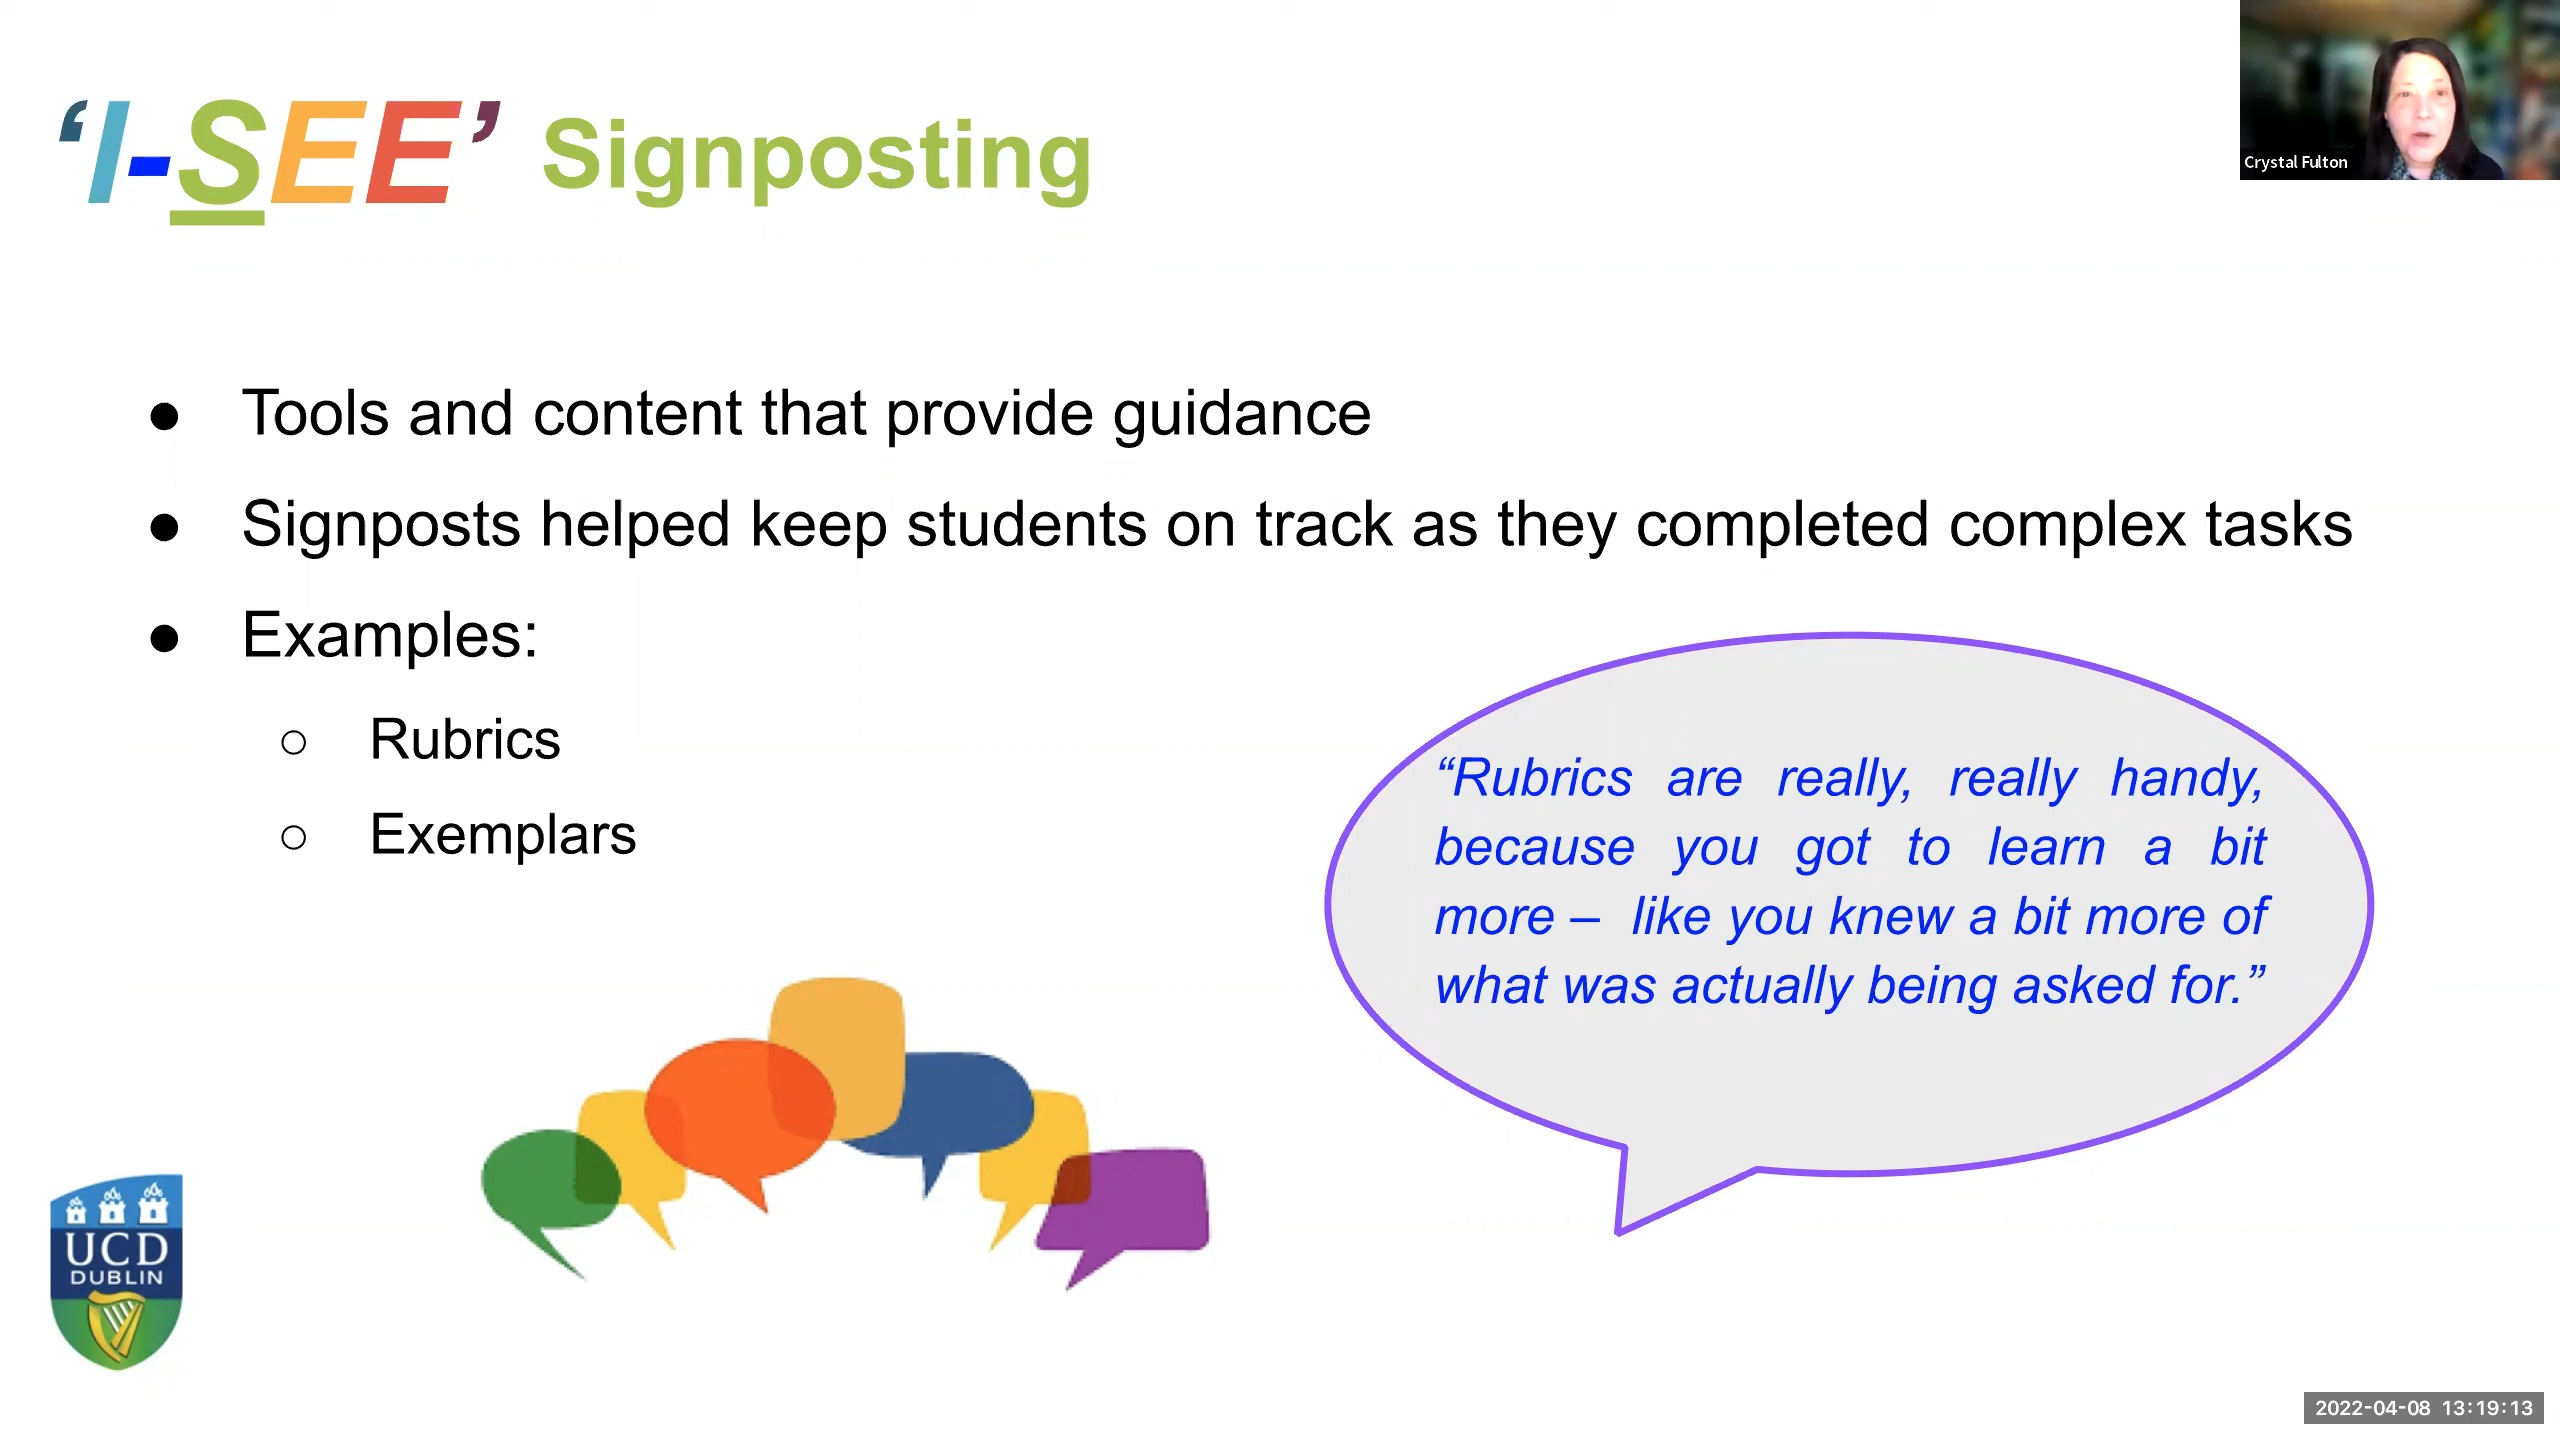 ‘I-SEE’ Signposting
Crystal Fulton
● Tools and content that provide guidance
● Signposts helped keep students on track as they completed complex tasks
● Examples:
○ Rubrics
○ Exemplars
“Rubrics are really, really handy,
because you got to learn a bit
more – like you knew a bit more of
what was actually being asked for.”
UCD
DUBLIN
2022-04-08 13:19:13